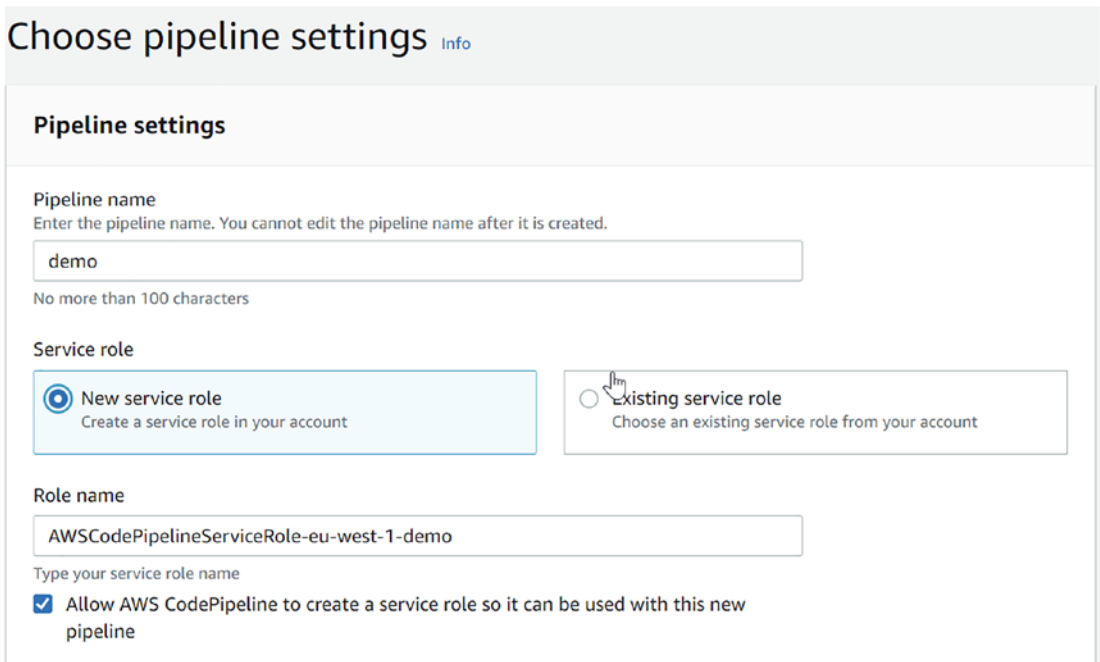 Choose pipeline settings Info
Pipeline settings
Pipeline name
Enter the pipeline name. You cannot edit the pipeline name after it is created.
demo
No more than 100 characters
Service role
New service role
Create a service role in your account
Existing service role
Choose an existing service role from your account
Role name
AWSCodePipelineServiceRole-eu-west-1-demo
Type your service role name
Allow AWS CodePipeline to create a service role so it can be used with this new
pipeline